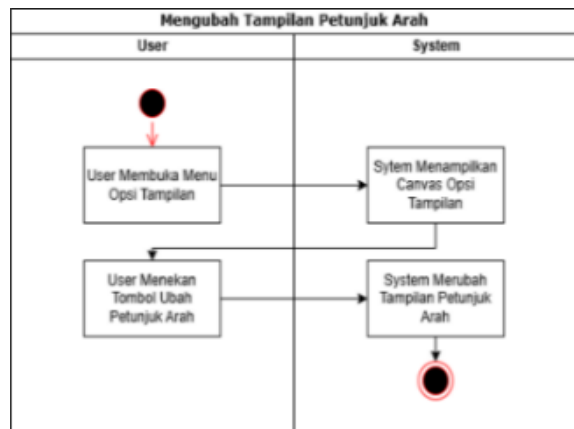 Mengubah Tampilan Petunjuk Arah
User
System
User Membuka Menu
Opsi Tampilan
Sytem Menampilkan
Canvas Opsi
Tampilan
User Menekan
Tombol Ubah
Petunjuk Arah
System Merubah
Tampilan Petunjuk
Arah